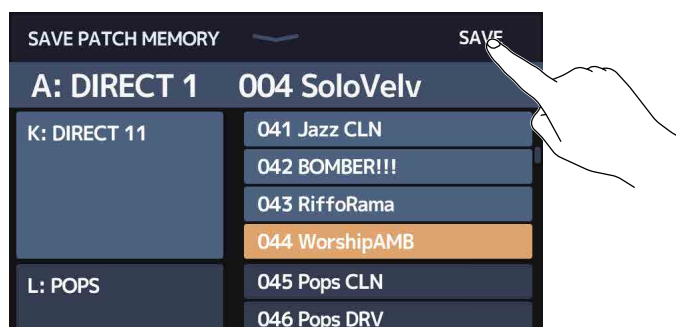 SAVE PATCH MEMORY SAVE
A: DIRECT 1 004 SoloVelv
K: DIRECT 11 041 Jazz CLN
042 BOMBER!!!
043 RiffoRama
044 WorshipAMB
L: POPS 045 Pops CLN
046 Pops DRV